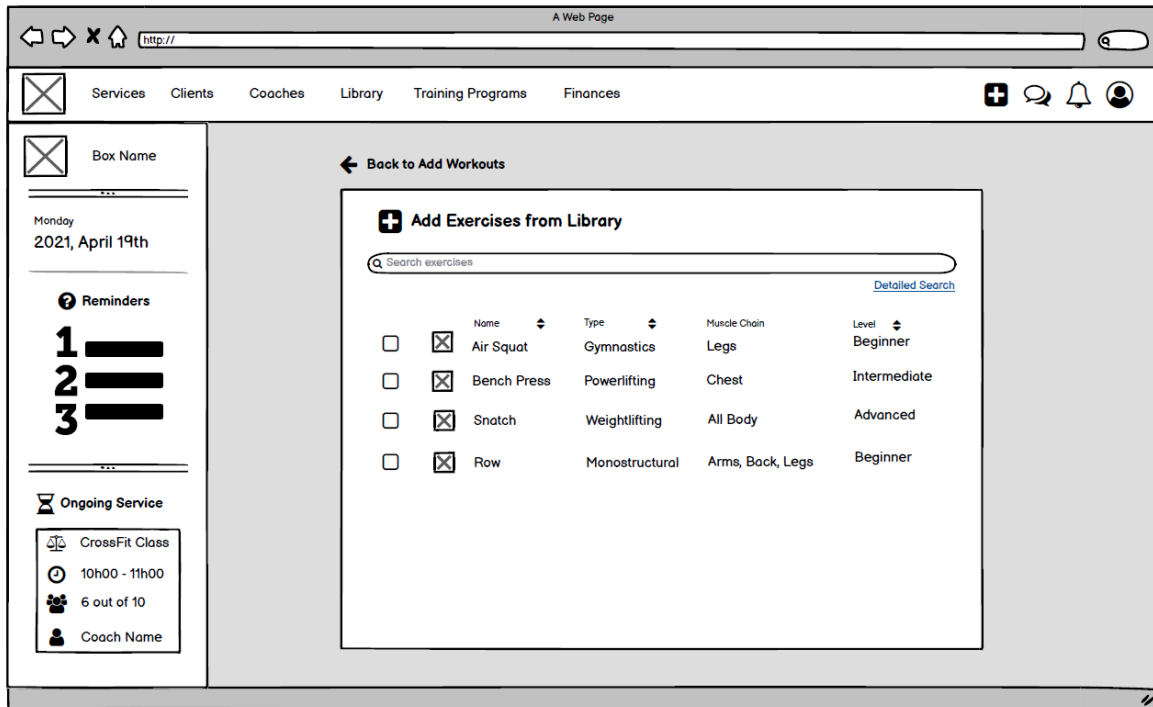 A Web Page
http://
Services Clients Coaches Library Training Programs Finances
Box Name
Monday
2021, April 19th
Reminders
1
2
3
Ongoing Service
CrossFit Class
10h00 - 11h00
6 out of 10
Coach Name
Back to Add Workouts
Add Exercises from Library
Search exercises
Detailed Search
Name Type Muscle Chain Level
Air Squat Gymnastics Legs Beginner
Bench Press Powerlifting Chest Intermediate
Snatch Weightlifting All Body Advanced
Row Monostructural Arms, Back, Legs Beginner